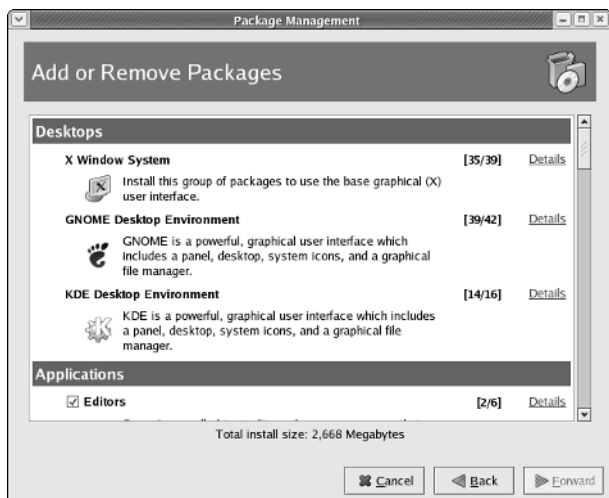 Package Management
Add or Remove Packages
Desktops
X Window System [35/39] Details
Install this group of packages to use the base graphical (X)
user interface.
GNOME Desktop Environment [39/42] Details
GNOME is a powerful, graphical user interface which
includes a panel, desktop, system icons, and a graphical
file manager.
KDE Desktop Environment [14/16] Details
KDE is a powerful, graphical user interface which includes
a panel, desktop, system icons, and a graphical file
manager.
Applications
Editors [2/6] Details
Total install size: 2,668 Megabytes
Cancel Back Forward